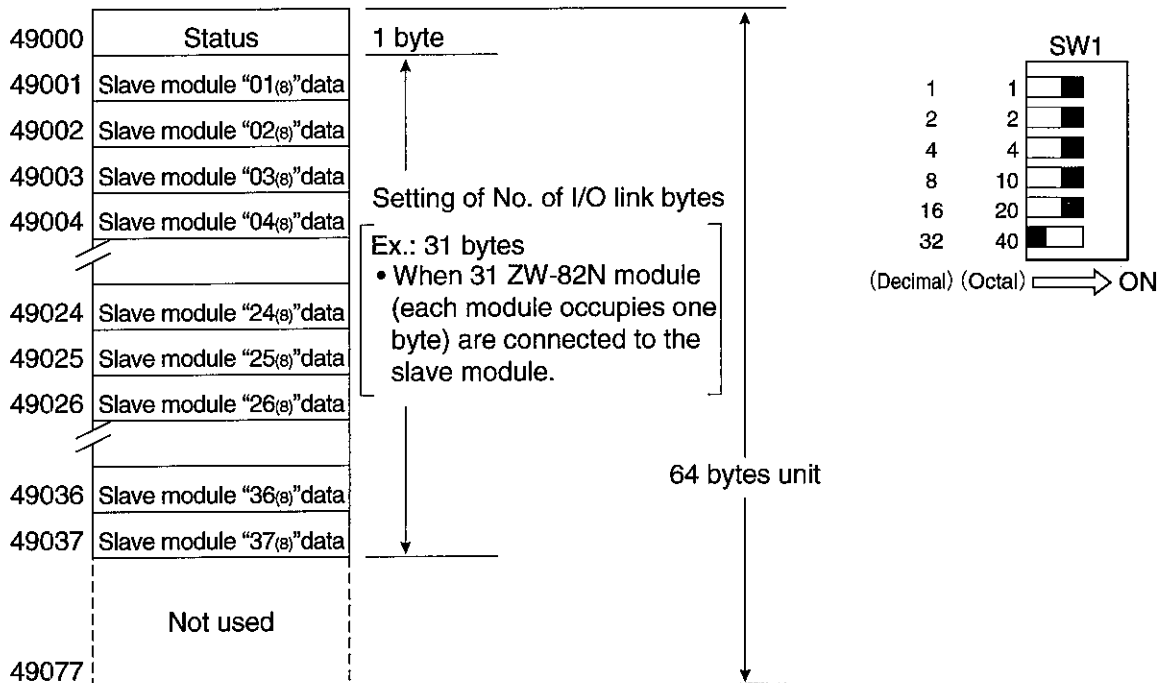 49000 Status 1 byte
49001 Slave module “01(8)”data
49002 Slave module “02(8)”data
49003 Slave module “03(8)”data
49004 Slave module “04(8)”data
49024 Slave module “24(8)”data
49025 Slave module “25(8)”data
49026 Slave module “26(8)”data
49036 Slave module “36(8)”data
49037 Slave module “37(8)”data
Not used
49077
Setting of No. of I/O link bytes
Ex.: 31 bytes
• When 31 ZW-82N module
(each module occupies one
byte) are connected to the
slave module.
64 bytes unit
SW1
1 1
2 2
4 4
8 10
16 20
32 40
(Decimal) (Octal) ON